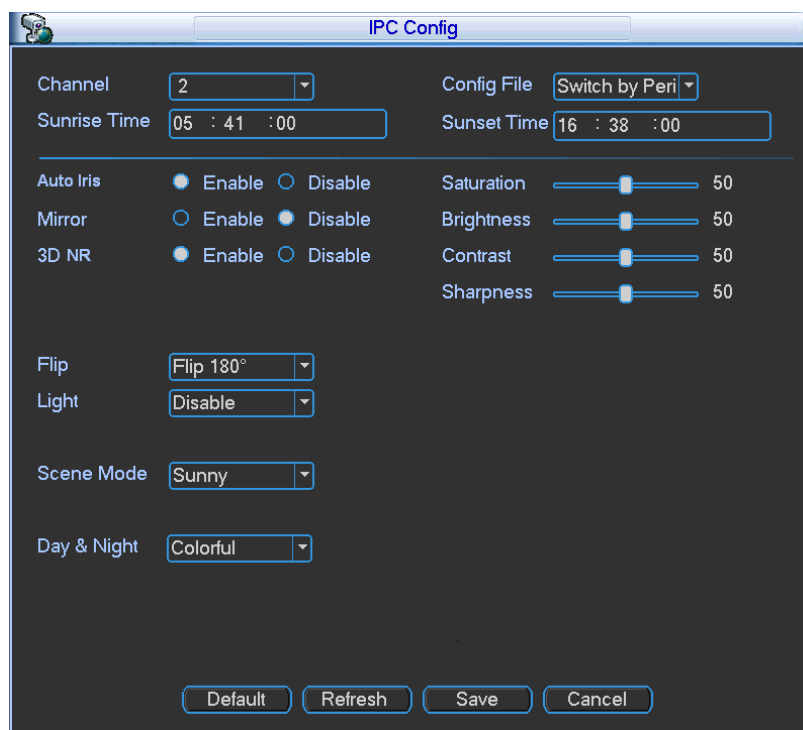 IPC Config
Channel 2 Config File Switch by Peri
Sunrise Time 05 : 41 :00 Sunset Time 16 : 38 :00
Auto Iris Enable Disable Saturation 50
Mirror Enable Disable Brightness 50
3D NR Enable Disable Contrast 50
Sharpness 50
Flip Flip 180°
Light Disable
Scene Mode Sunny
Day & Night Colorful
Default Refresh Save Cancel